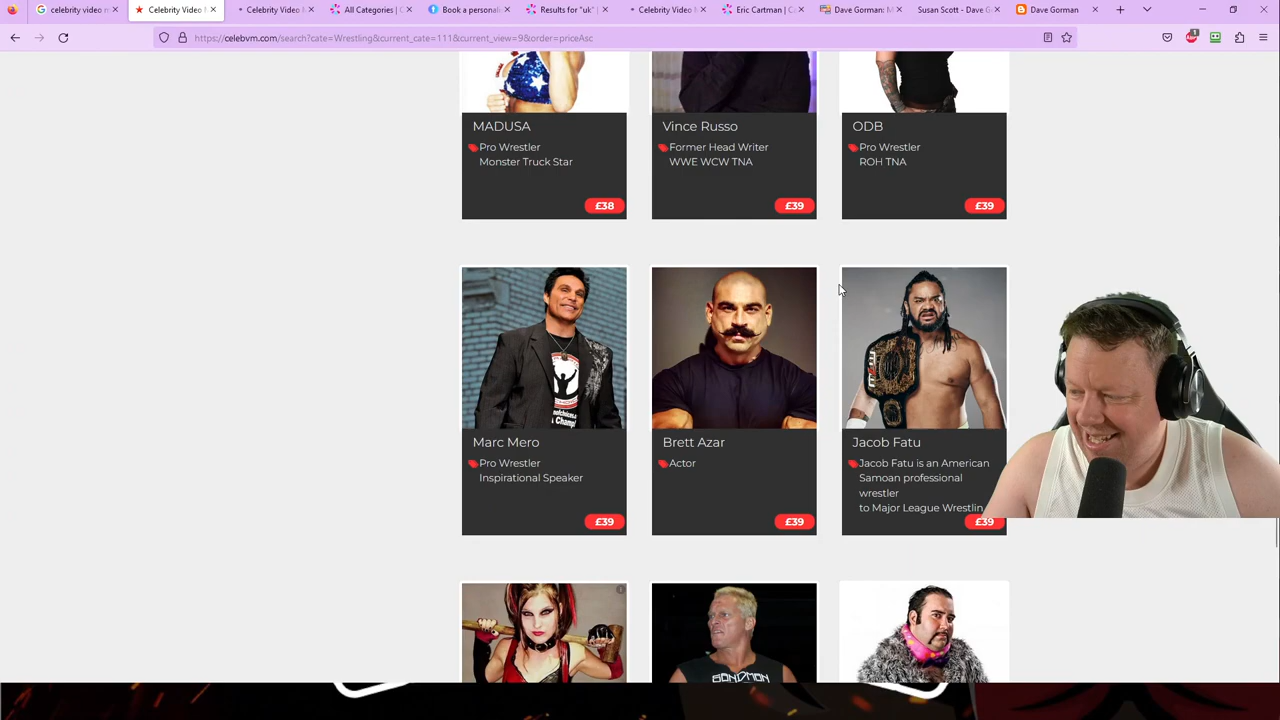 celebrity video m
Celebrity Video M
Celebrity Video M
All Categories | C
Book a personalis
Results for "uk" |
Celebrity Video M
Eric Cartman | Ca
Dave Gorman: M
Susan Scott - Dave G
Dave Gorman
https://celebvm.com/search?cate=Wrestling&current_cate=111&current_view=9&order=priceAsc
MADUSA
Pro Wrestler
Monster Truck Star
£38
Vince Russo
Former Head Writer
WWE WCW TNA
£39
ODB
Pro Wrestler
ROH TNA
£39
Marc Mero
Pro Wrestler
Inspirational Speaker
£39
Brett Azar
Actor
£39
Jacob Fatu
Jacob Fatu is an American
Samoan professional
wrestler
to Major League Wrestlin
£39